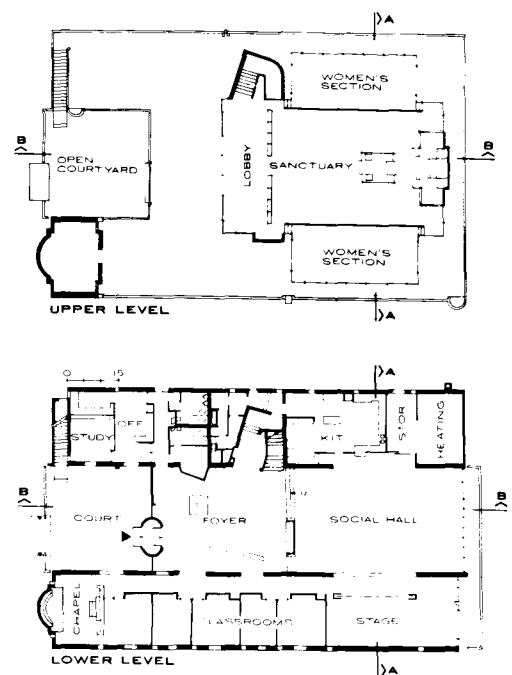 A
WOMEN'S
SECTION
B
OPEN
COURTYARD
LOBBY
SANCTUARY
B
WOMEN'S
SECTION
A
UPPER LEVEL
0 15
A
STUDY
OFF
KIT
STOR
HEATING
B
COURT
FOYER
SOCIAL HALL
B
CHAPEL
CLASSROOMS
STAGE
LOWER LEVEL
A